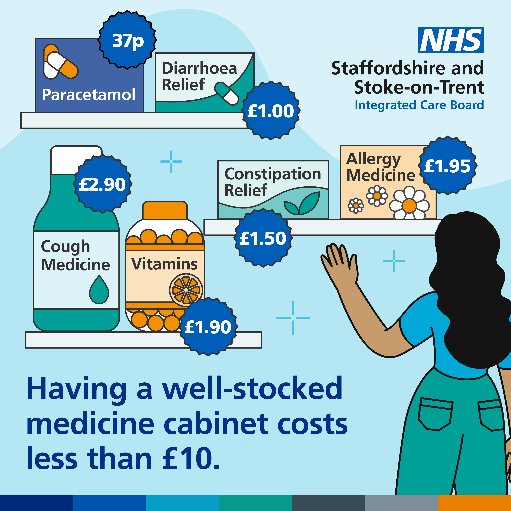 NHS
Staffordshire and
Stoke-on-Trent
Integrated Care Board
37p
Paracetamol
Diarrhoea
Relief
£1.00
£2.90
Cough
Medicine
Vitamins
£1.90
Constipation
Relief
£1.50
Allergy
Medicine
£1.95
Having a well-stocked
medicine cabinet costs
less than £10.